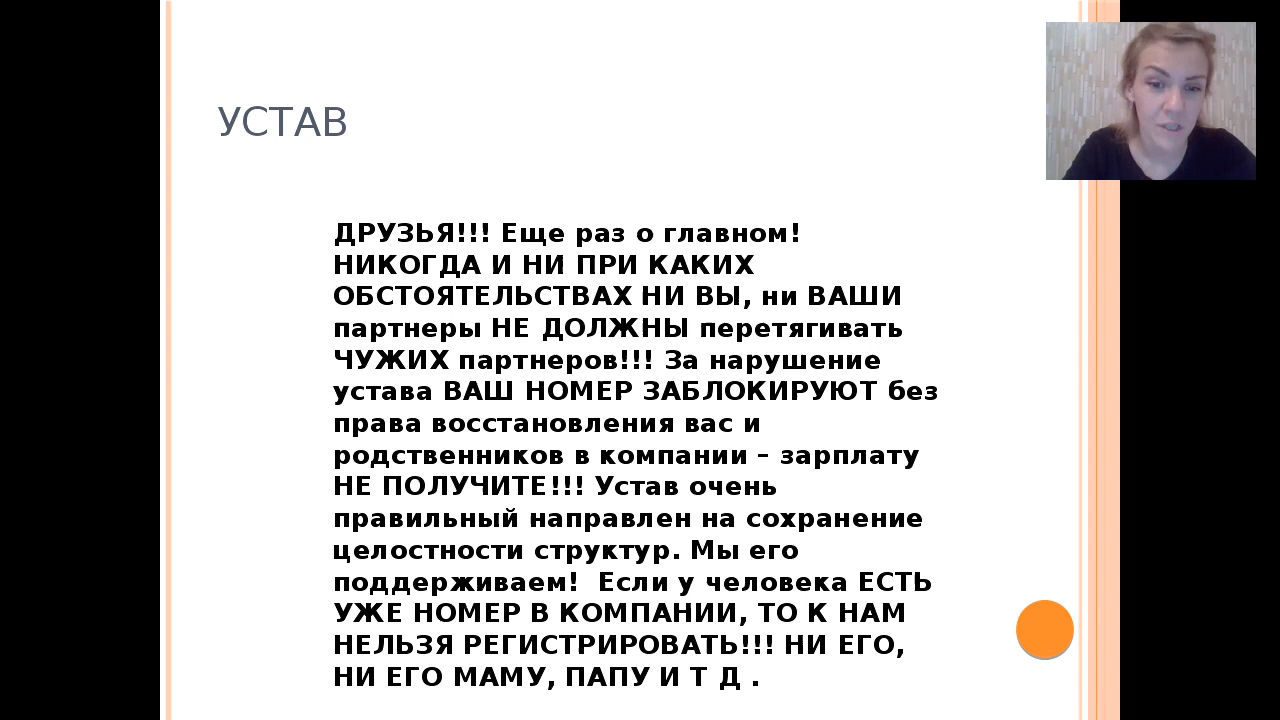 УСТАВ
ДРУЗЬЯ!!! Еще раз о главном!
НИКОГДА И НИ ПРИ КАКИХ
ОБСТОЯТЕЛЬСТВАХ НИ ВЫ, ни ВАШИ
партнеры НЕ ДОЛЖНЫ перетягивать
ЧУЖИХ партнеров!!! За нарушение
устава ВАШ НОМЕР ЗАБЛОКИРУЮТ без
права восстановления вас и
родственников в компании – зарплату
НЕ ПОЛУЧИТЕ!!! Устав очень
правильный направлен на сохранение
целостности структур. Мы его
поддерживаем!  Если у человека ЕСТЬ
УЖЕ НОМЕР В КОМПАНИИ, ТО К НАМ
НЕЛЬЗЯ РЕГИСТРИРОВАТЬ!!! НИ ЕГО,
НИ ЕГО МАМУ, ПАПУ И Т Д .